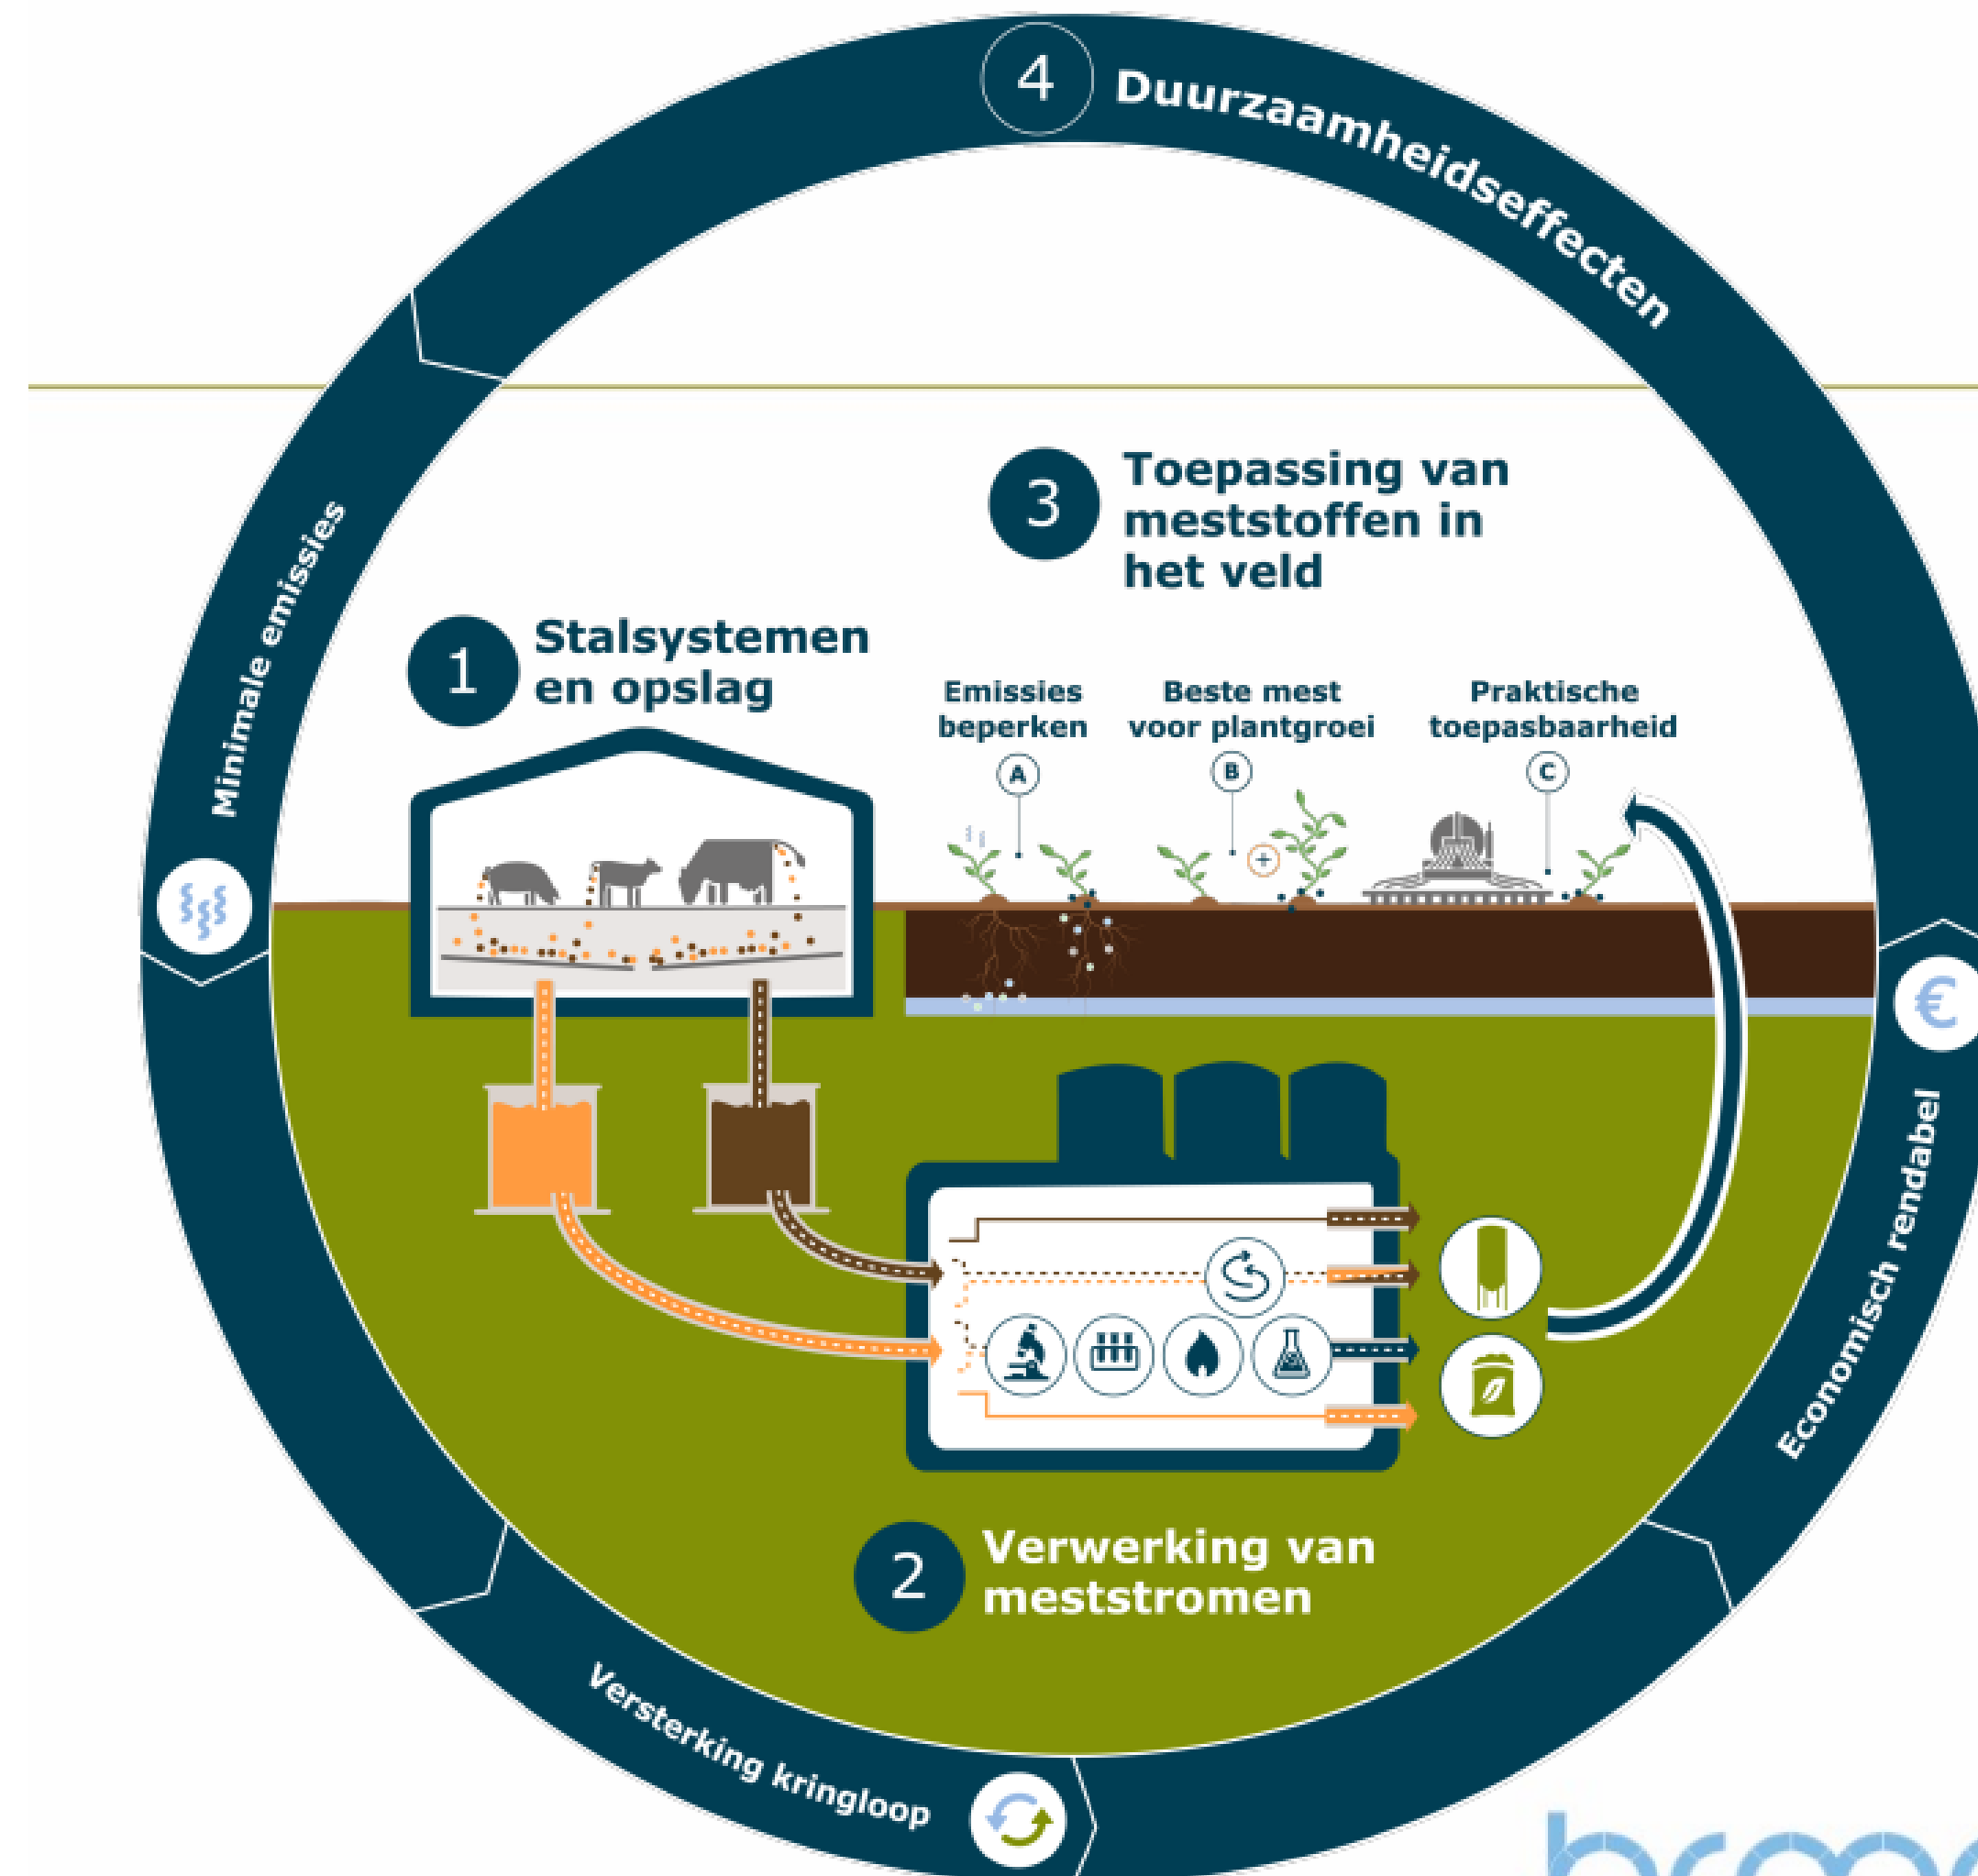 4 Duurzaamheidseffecten
3 Toepassing van
meststoffen in
het veld
1 Stalsystemen
en opslag
Emissies
beperken
A
Beste mest
voor plantgroei
B
Praktische
toepasbaarheid
C
+
Minimale emissies
€
Economisch rendabel
2 Verwerking van
meststromen
Versterking kringloop